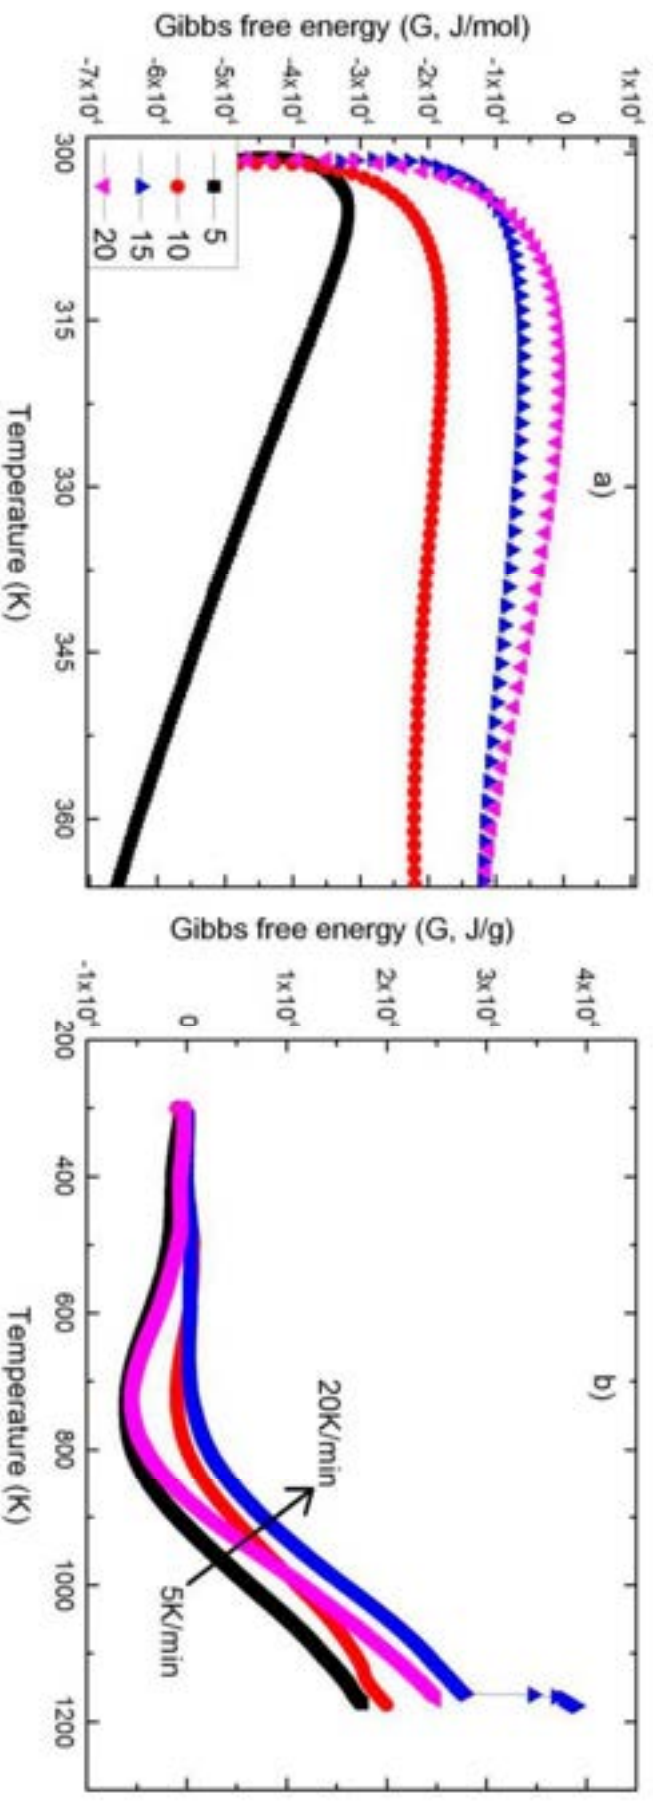 a)
Gibbs free energy (G, J/mol)
1x10⁴
0
-1x10⁴
-2x10⁴
-3x10⁴
-4x10⁴
-5x10⁴
-6x10⁴
-7x10⁴
5
10
15
20
300 315 330 345 360
Temperature (K)
b)
Gibbs free energy (G, J/g)
4x10⁴
3x10⁴
2x10⁴
1x10⁴
0
-1x10⁴
20K/min
5K/min
200 400 600 800 1000 1200
Temperature (K)